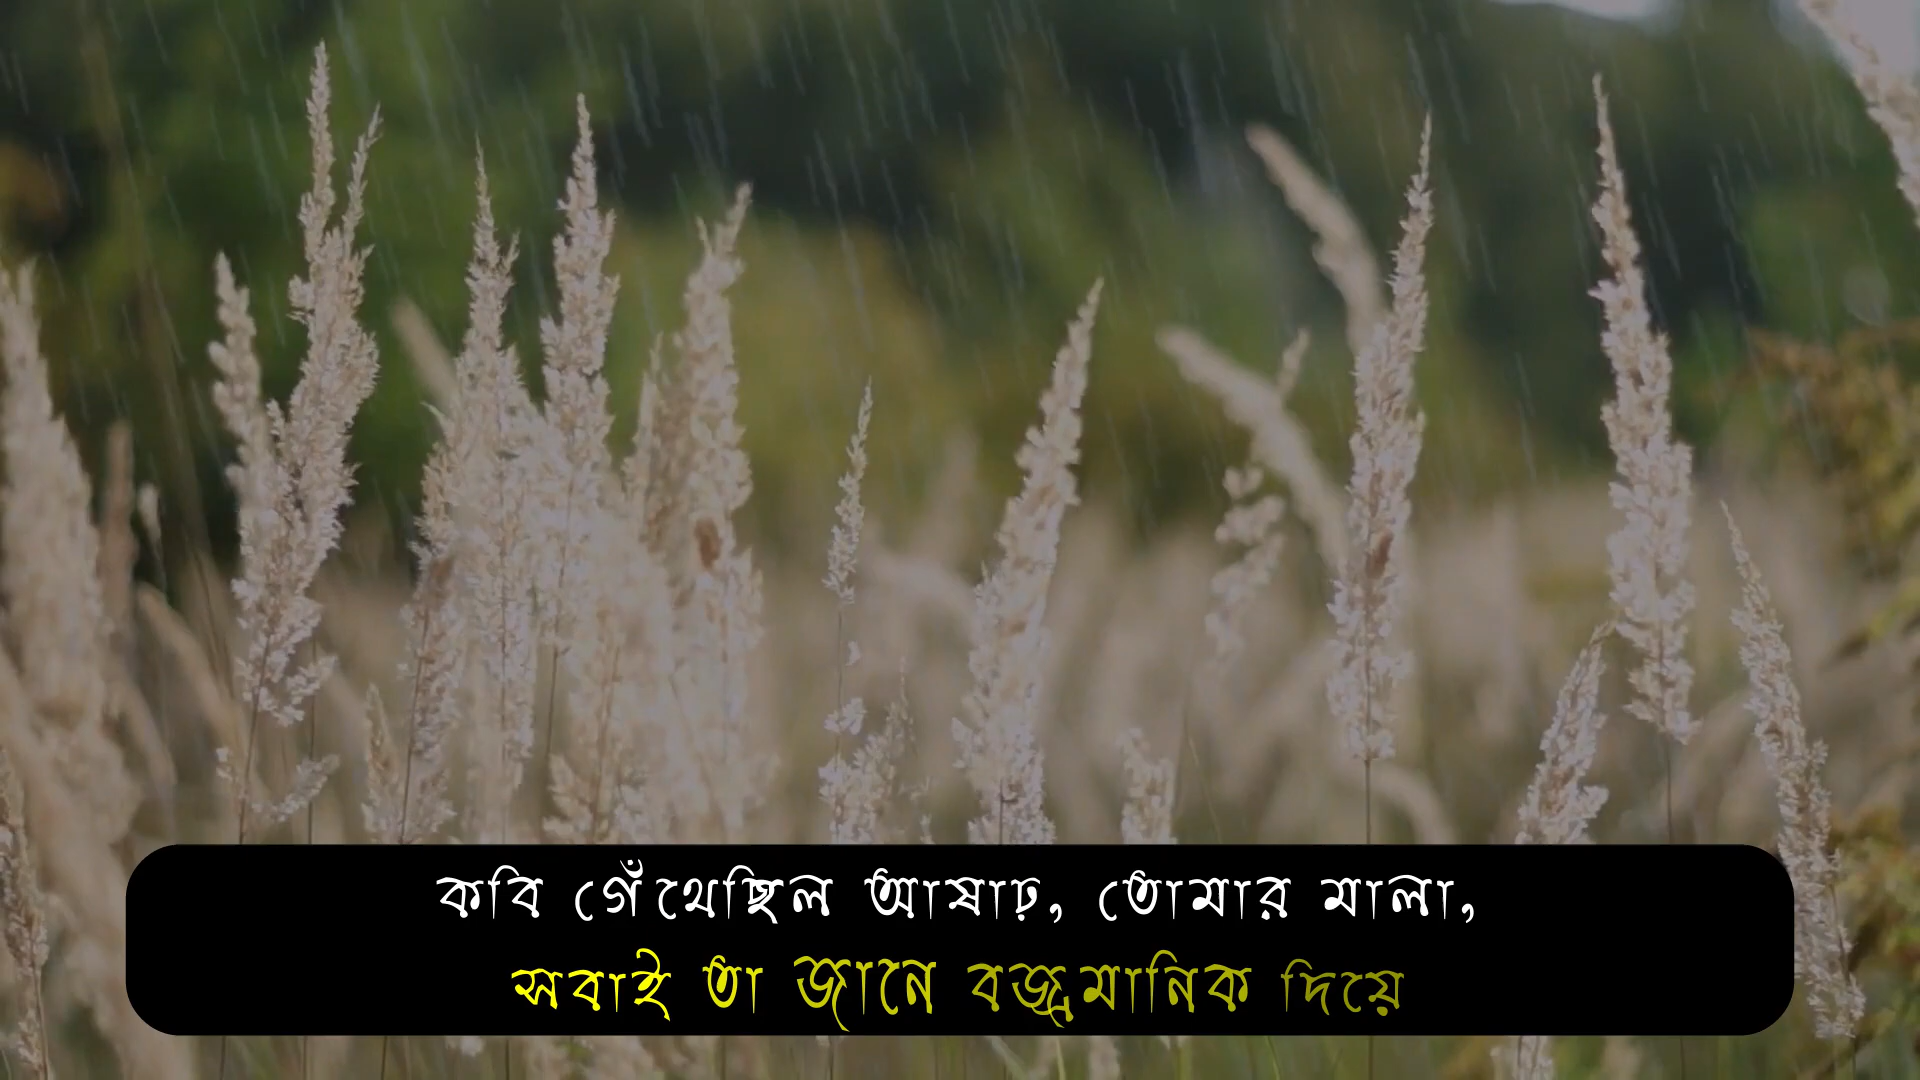 কবি গেঁথেছিল আষাঢ়, তোমার মালা,
সবাই তা জানে বজ্রমানিক দিয়ে